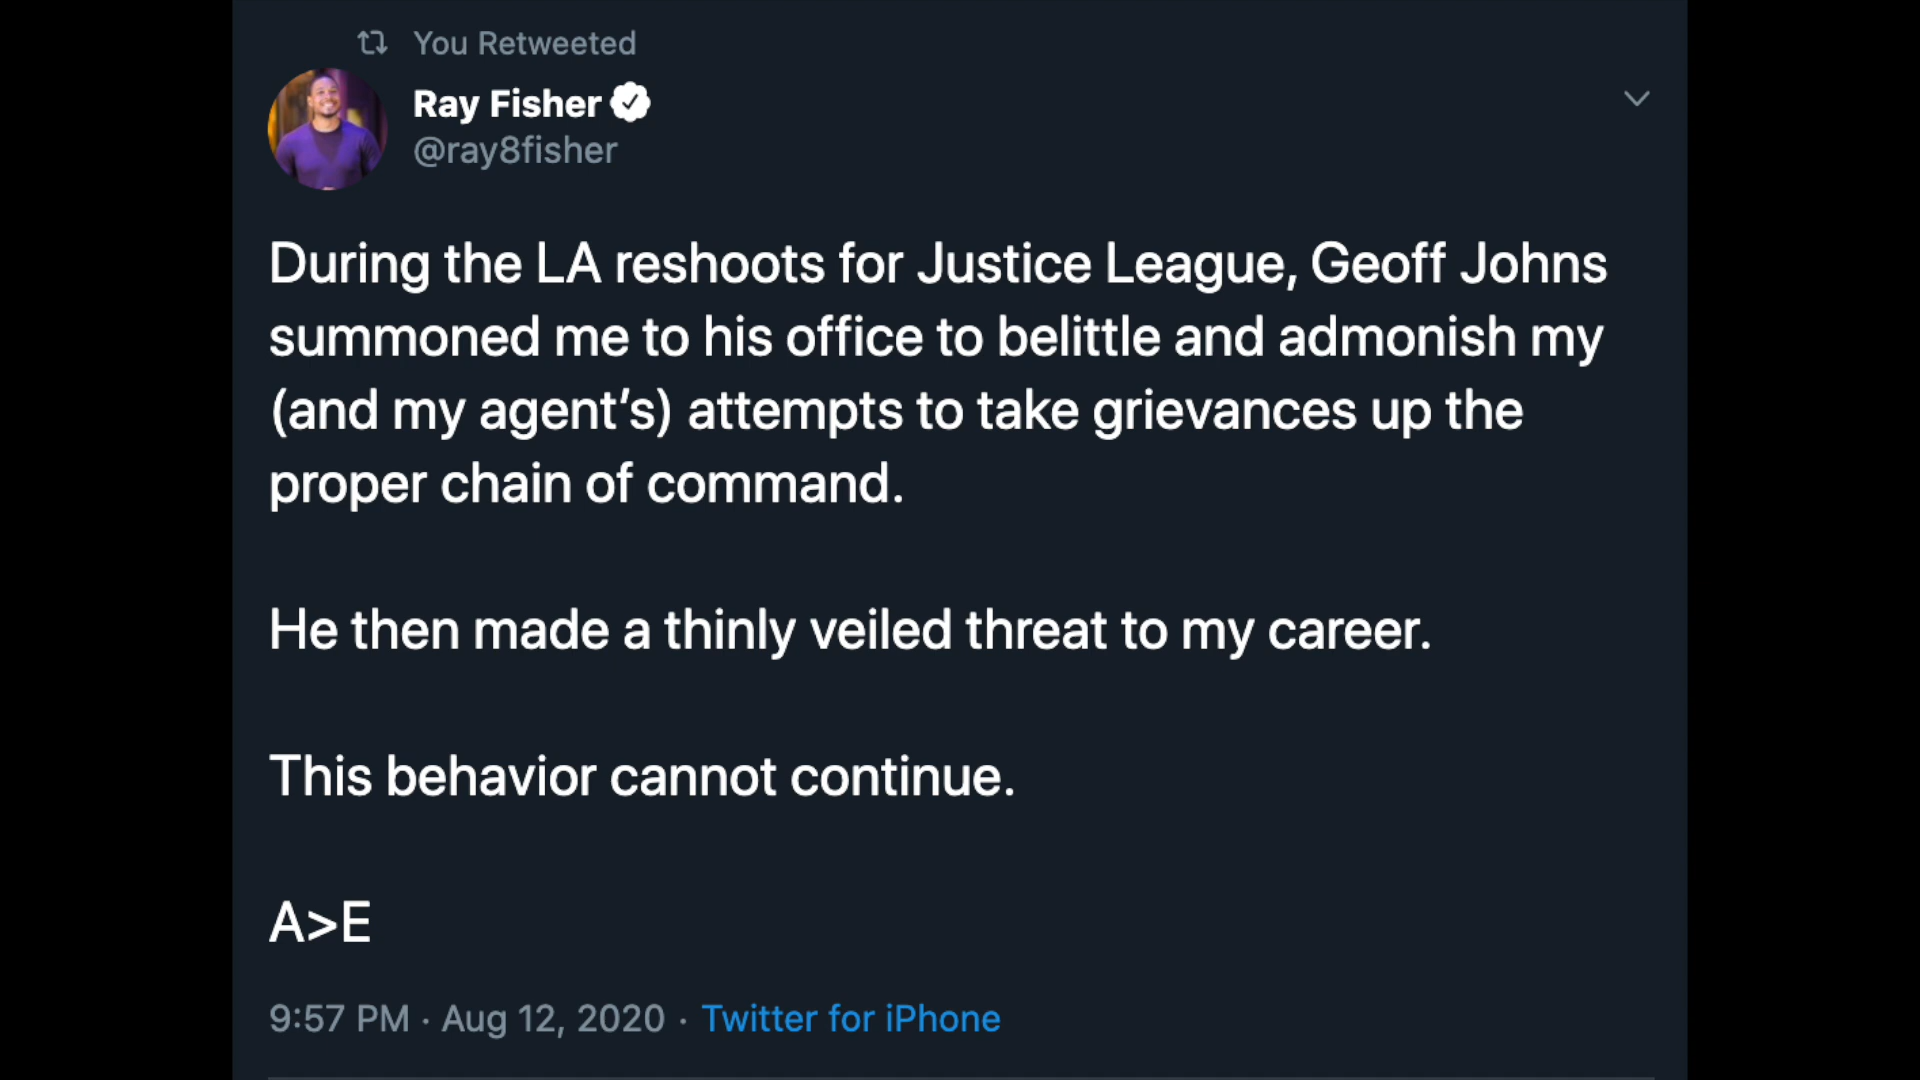 You Retweeted
Ray Fisher
@ray8fisher
During the LA reshoots for Justice League, Geoff Johns
summoned me to his office to belittle and admonish my
(and my agent’s) attempts to take grievances up the
proper chain of command.
He then made a thinly veiled threat to my career.
This behavior cannot continue.
A>E
9:57 PM · Aug 12, 2020 · Twitter for iPhone